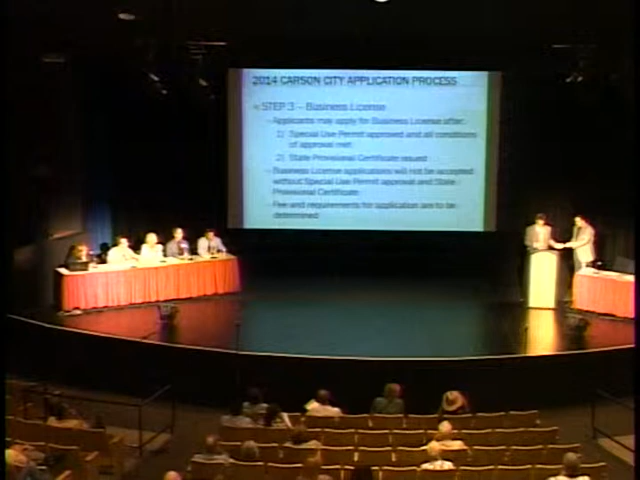 2014 CARSON CITY APPLICATION PROCESS
STEP 3 – Business License
Applicants may apply for Business License after:
1) Special Use Permit approved and all conditions
of approval met
2) State Provisional Certificate issued
Business License applications will not be accepted
without Special Use Permit approval and State
Provisional Certificate
Fee and requirements for application are to be
determined